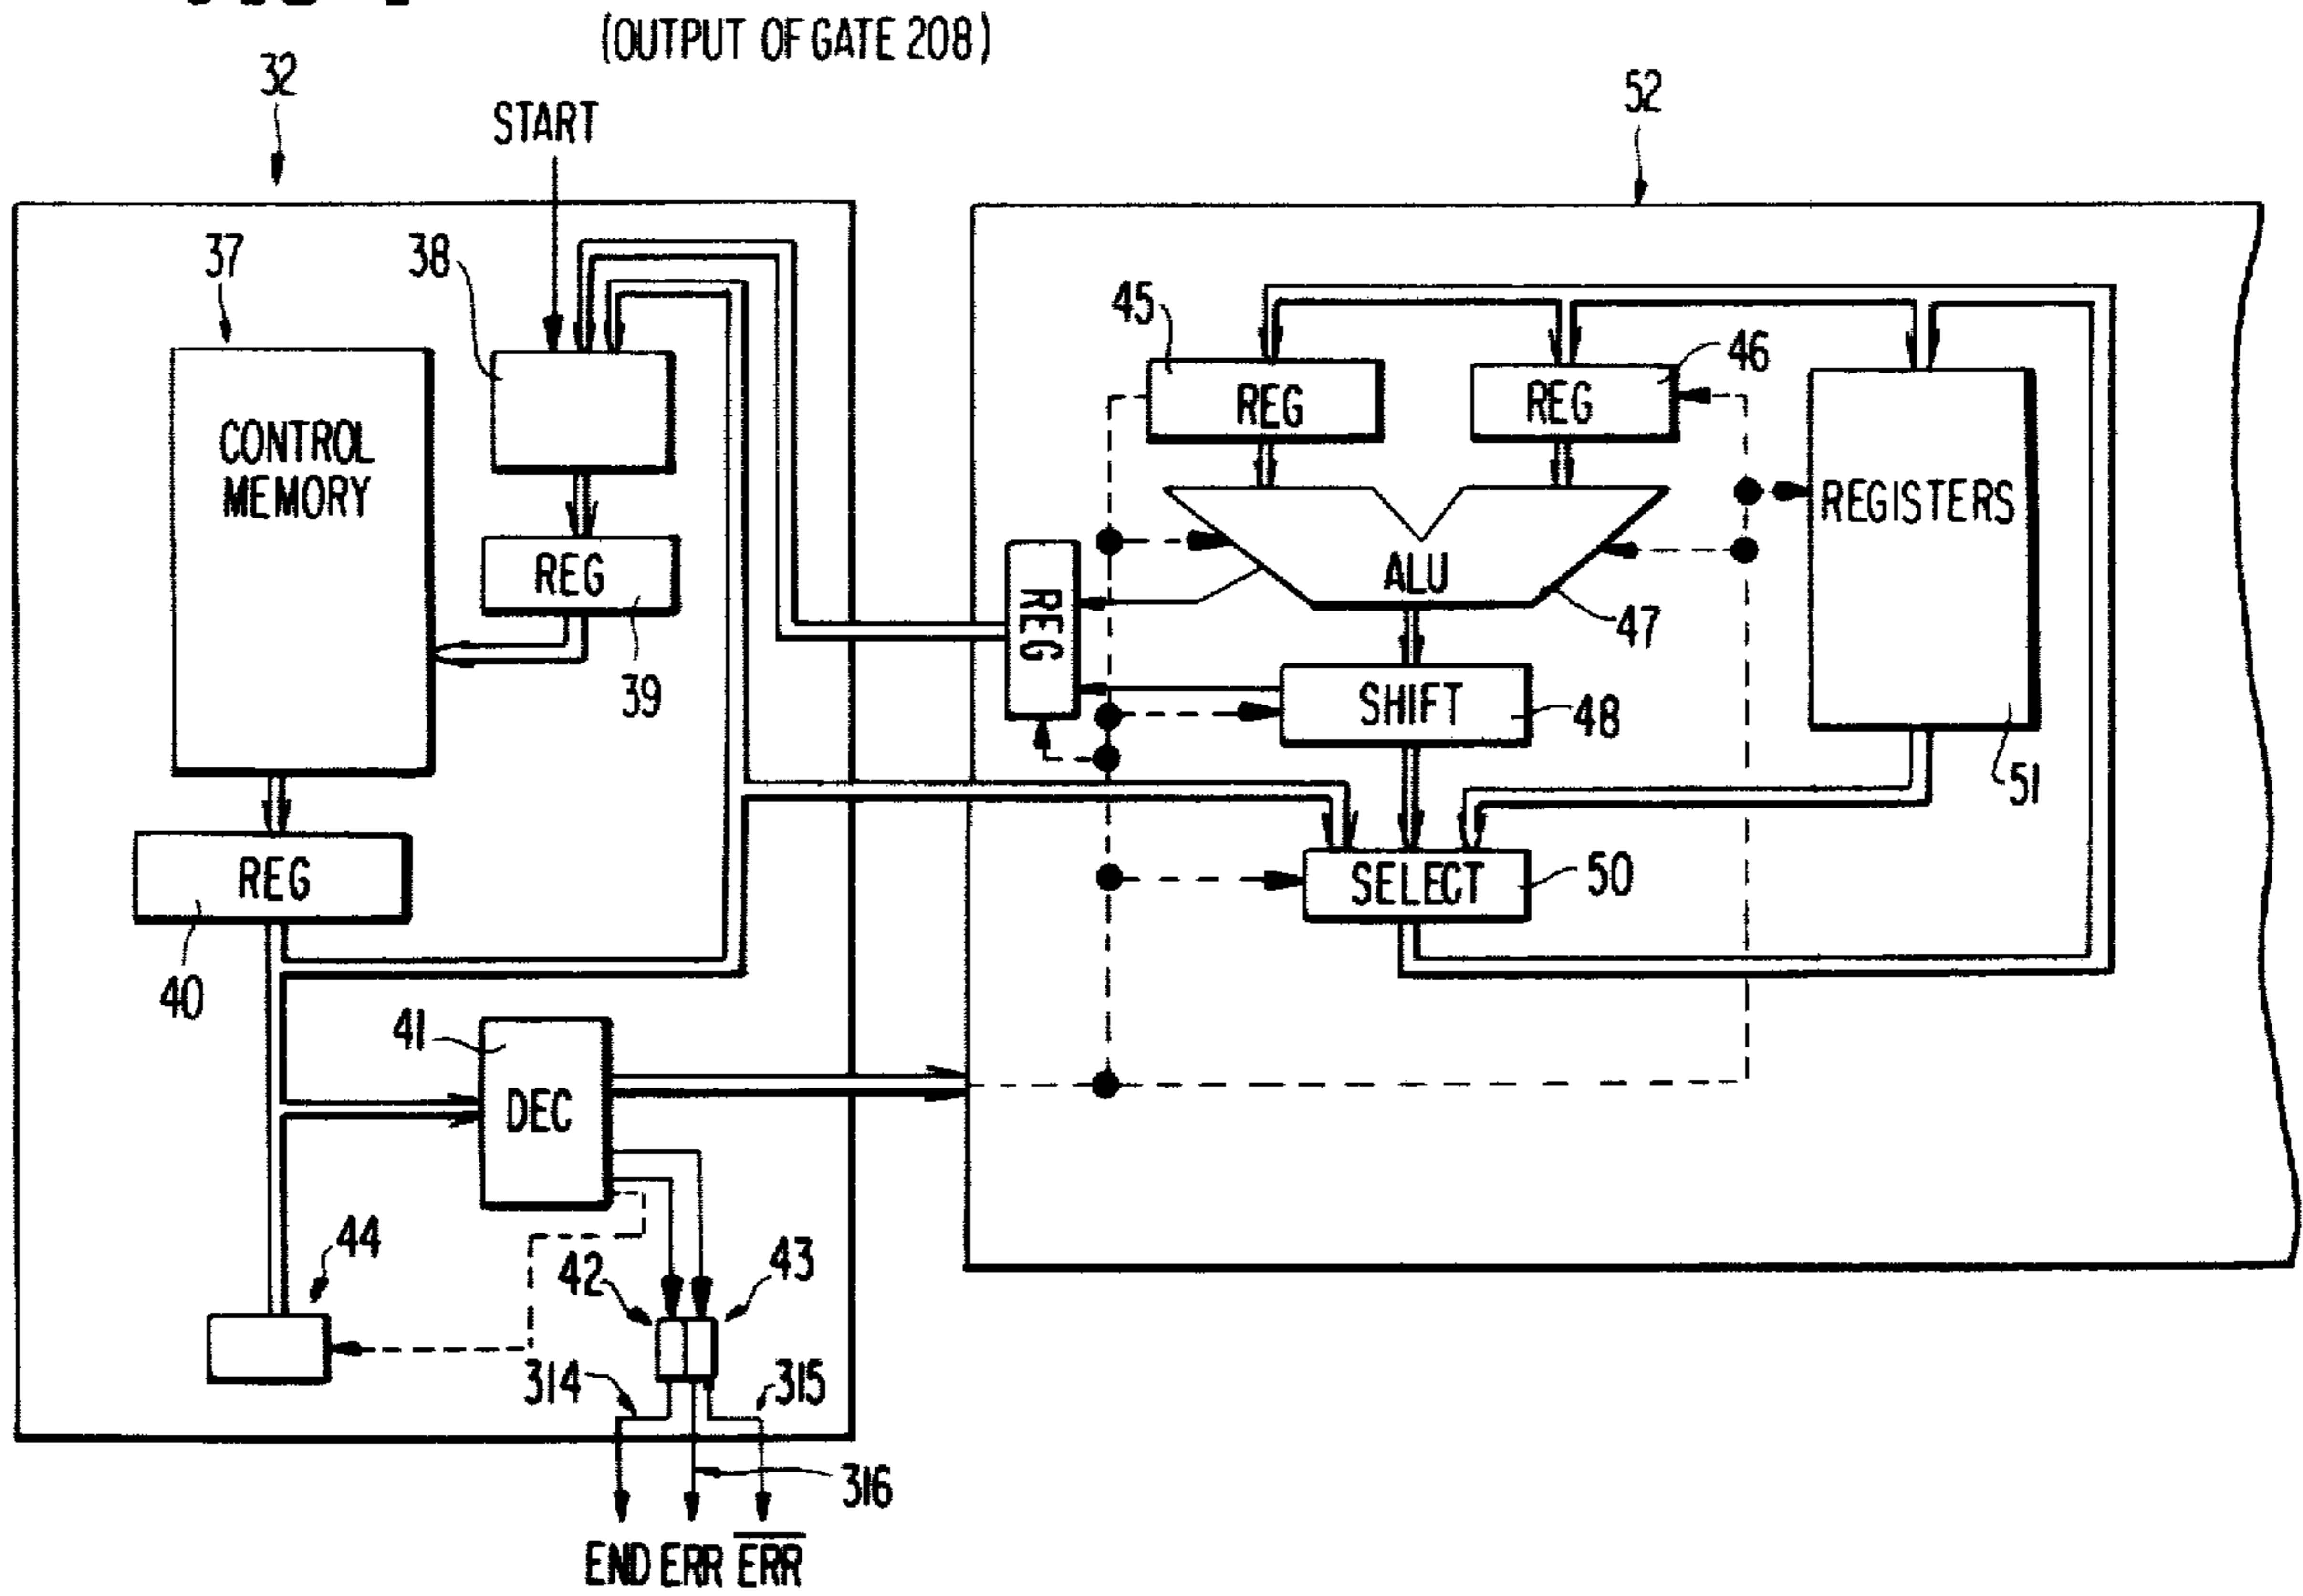 (OUTPUT OF GATE 208)
32
START
52
37
38
45
46
CONTROL
MEMORY
REG
REG
REG
REGISTERS
REG
ALU
47
39
SHIFT
48
51
REG
SELECT
50
40
41
DEC
44
42
43
314
315
316
END ERR E̅R̅R̅